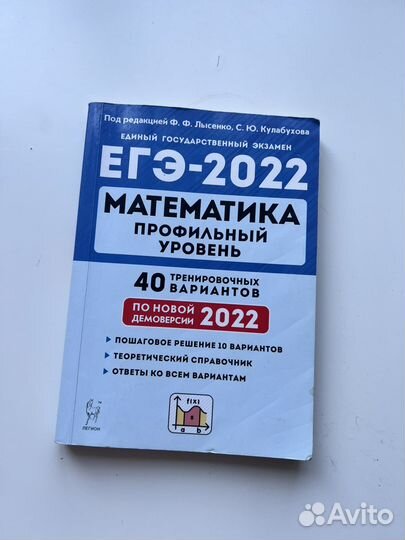 Под редакцией Ф. Ф. Лысенко, С. Ю. Кулабухова
ЕДИНЫЙ ГОСУДАРСТВЕННЫЙ ЭКЗАМЕН
ЕГЭ-2022
МАТЕМАТИКА
ПРОФИЛЬНЫЙ
УРОВЕНЬ
40 ТРЕНИРОВОЧНЫХ
ВАРИАНТОВ
ПО НОВОЙ
ДЕМОВЕРСИИ 2022
• ПОШАГОВОЕ РЕШЕНИЕ 10 ВАРИАНТОВ
• ТЕОРЕТИЧЕСКИЙ СПРАВОЧНИК
• ОТВЕТЫ КО ВСЕМ ВАРИАНТАМ
f(x)
a b
ЛЕГИОН
Avito